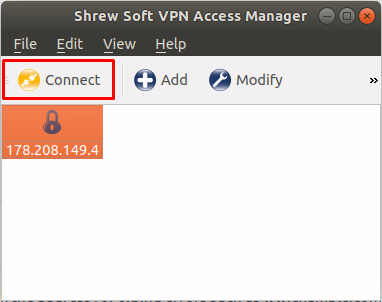 Shrew Soft VPN Access Manager
File Edit View Help
Connect Add Modify »
178.208.149.4